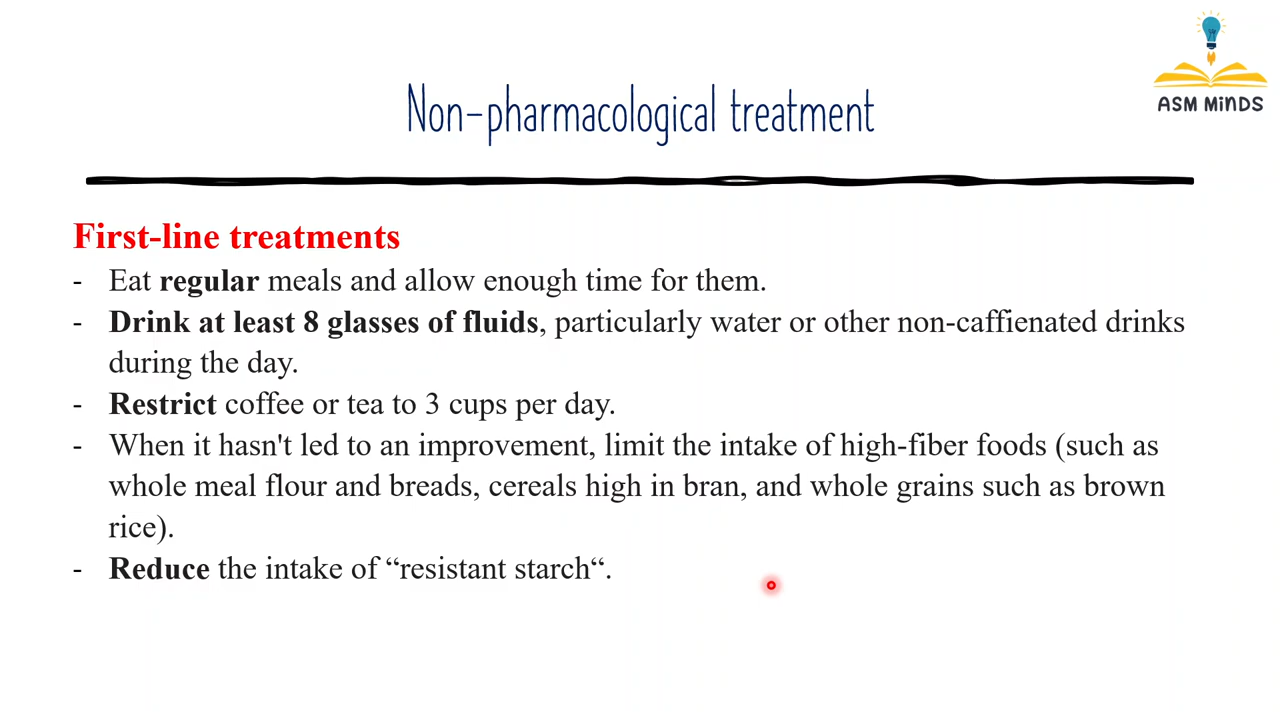 ASM MiNDS
Non-pharmacological treatment
First-line treatments
- Eat regular meals and allow enough time for them.
- Drink at least 8 glasses of fluids, particularly water or other non-caffienated drinks
during the day.
- Restrict coffee or tea to 3 cups per day.
- When it hasn't led to an improvement, limit the intake of high-fiber foods (such as
whole meal flour and breads, cereals high in bran, and whole grains such as brown
rice).
- Reduce the intake of “resistant starch“.